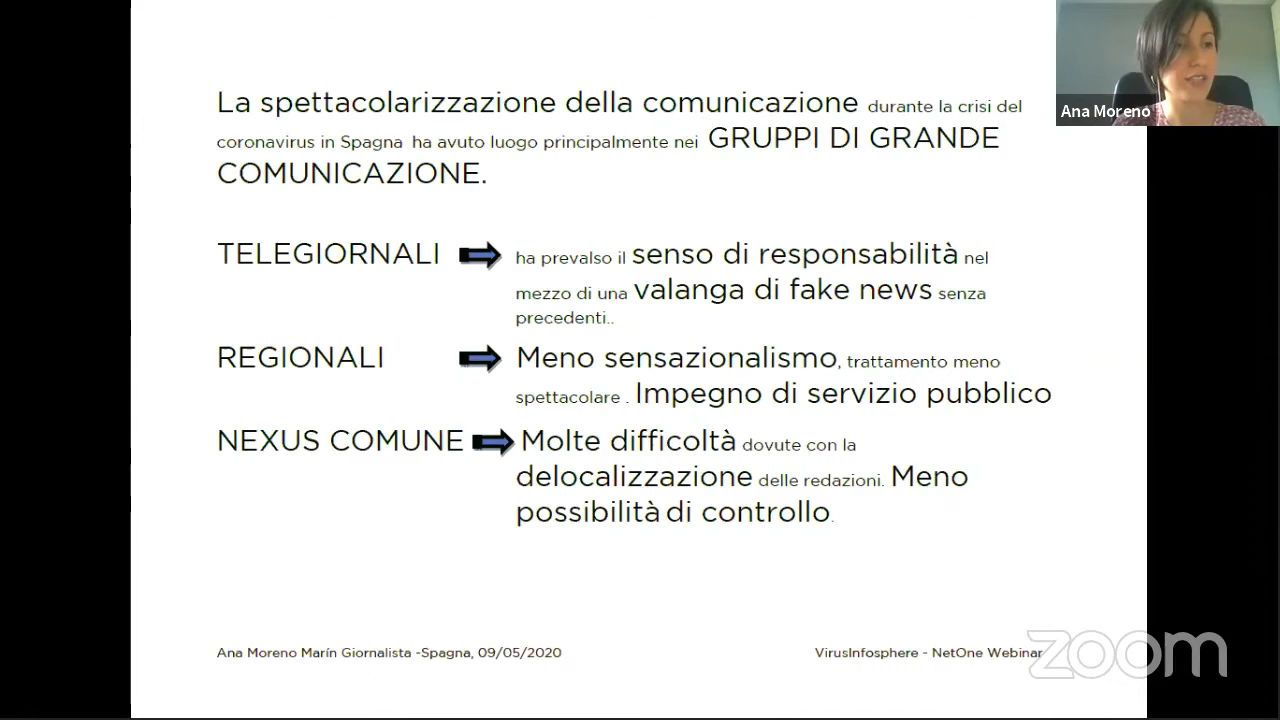 La spettacolarizzazione della comunicazione durante la crisi del
coronavirus in Spagna ha avuto luogo principalmente nei GRUPPI DI GRANDE
COMUNICAZIONE.
TELEGIORNALI ha prevalso il senso di responsabilità nel
mezzo di una valanga di fake news senza
precedenti..
REGIONALI Meno sensazionalismo, trattamento meno
spettacolare . Impegno di servizio pubblico
NEXUS COMUNE Molte difficoltà dovute con la
delocalizzazione delle redazioni. Meno
possibilità di controllo.
Ana Moreno Marín Giornalista -Spagna, 09/05/2020
VirusInfosphere - NetOne Webinar
Ana Moreno
zoom